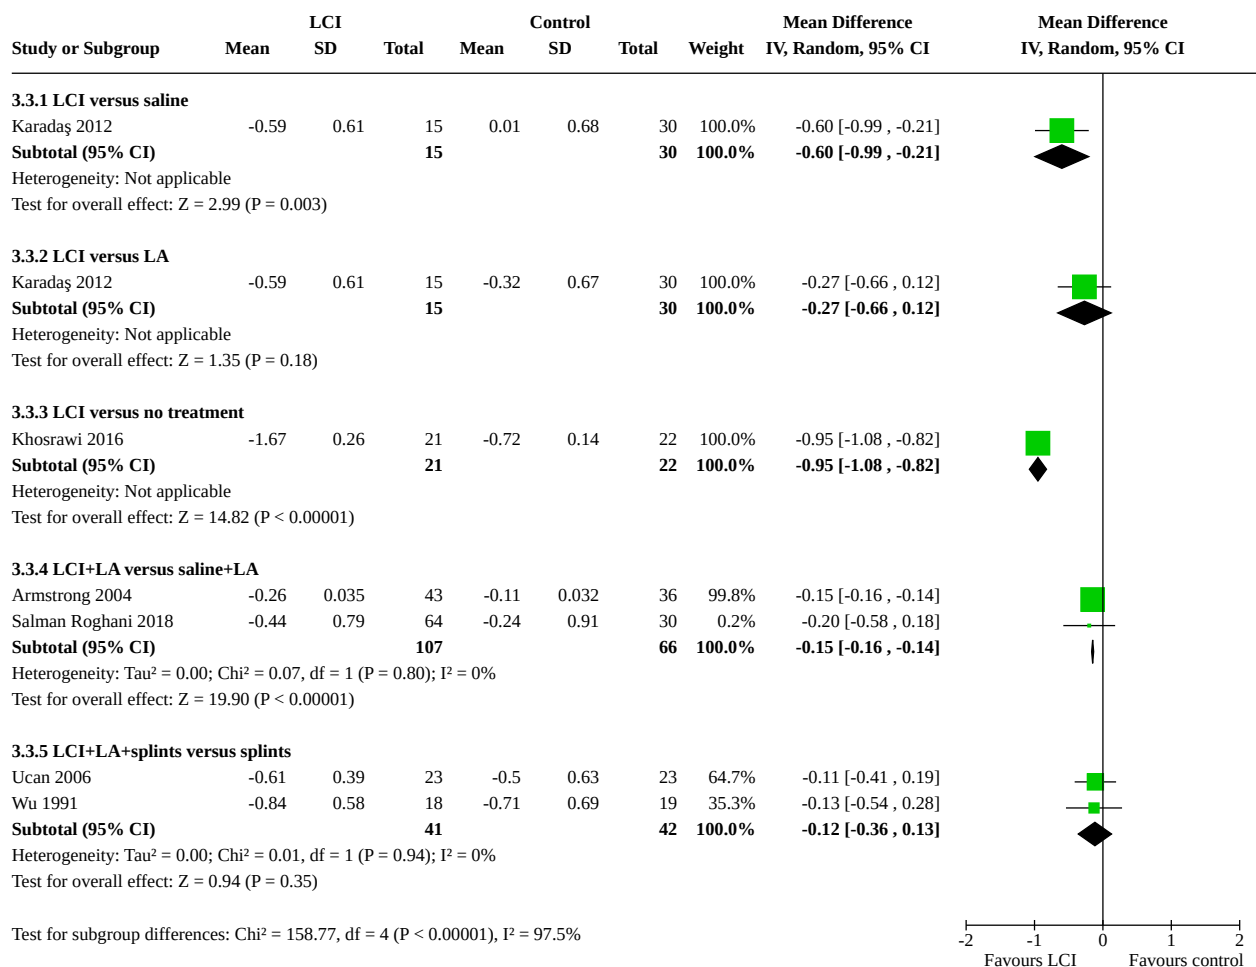 LCI Control Mean Difference Mean Difference
Study or Subgroup Mean SD Total Mean SD Total Weight IV, Random, 95% CI IV, Random, 95% CI
3.3.1 LCI versus saline
Karadaş 2012 -0.59 0.61 15 0.01 0.68 30 100.0% -0.60 [-0.99 , -0.21]
Subtotal (95% CI) 15 30 100.0% -0.60 [-0.99 , -0.21]
Heterogeneity: Not applicable
Test for overall effect: Z = 2.99 (P = 0.003)
3.3.2 LCI versus LA
Karadaş 2012 -0.59 0.61 15 -0.32 0.67 30 100.0% -0.27 [-0.66 , 0.12]
Subtotal (95% CI) 15 30 100.0% -0.27 [-0.66 , 0.12]
Heterogeneity: Not applicable
Test for overall effect: Z = 1.35 (P = 0.18)
3.3.3 LCI versus no treatment
Khosrawi 2016 -1.67 0.26 21 -0.72 0.14 22 100.0% -0.95 [-1.08 , -0.82]
Subtotal (95% CI) 21 22 100.0% -0.95 [-1.08 , -0.82]
Heterogeneity: Not applicable
Test for overall effect: Z = 14.82 (P < 0.00001)
3.3.4 LCI+LA versus saline+LA
Armstrong 2004 -0.26 0.035 43 -0.11 0.032 36 99.8% -0.15 [-0.16 , -0.14]
Salman Roghani 2018 -0.44 0.79 64 -0.24 0.91 30 0.2% -0.20 [-0.58 , 0.18]
Subtotal (95% CI) 107 66 100.0% -0.15 [-0.16 , -0.14]
Heterogeneity: Tau² = 0.00; Chi² = 0.07, df = 1 (P = 0.80); I² = 0%
Test for overall effect: Z = 19.90 (P < 0.00001)
3.3.5 LCI+LA+splints versus splints
Ucan 2006 -0.61 0.39 23 -0.5 0.63 23 64.7% -0.11 [-0.41 , 0.19]
Wu 1991 -0.84 0.58 18 -0.71 0.69 19 35.3% -0.13 [-0.54 , 0.28]
Subtotal (95% CI) 41 42 100.0% -0.12 [-0.36 , 0.13]
Heterogeneity: Tau² = 0.00; Chi² = 0.01, df = 1 (P = 0.94); I² = 0%
Test for overall effect: Z = 0.94 (P = 0.35)
Test for subgroup differences: Chi² = 158.77, df = 4 (P < 0.00001), I² = 97.5%
-2 -1 0 1 2
Favours LCI Favours control